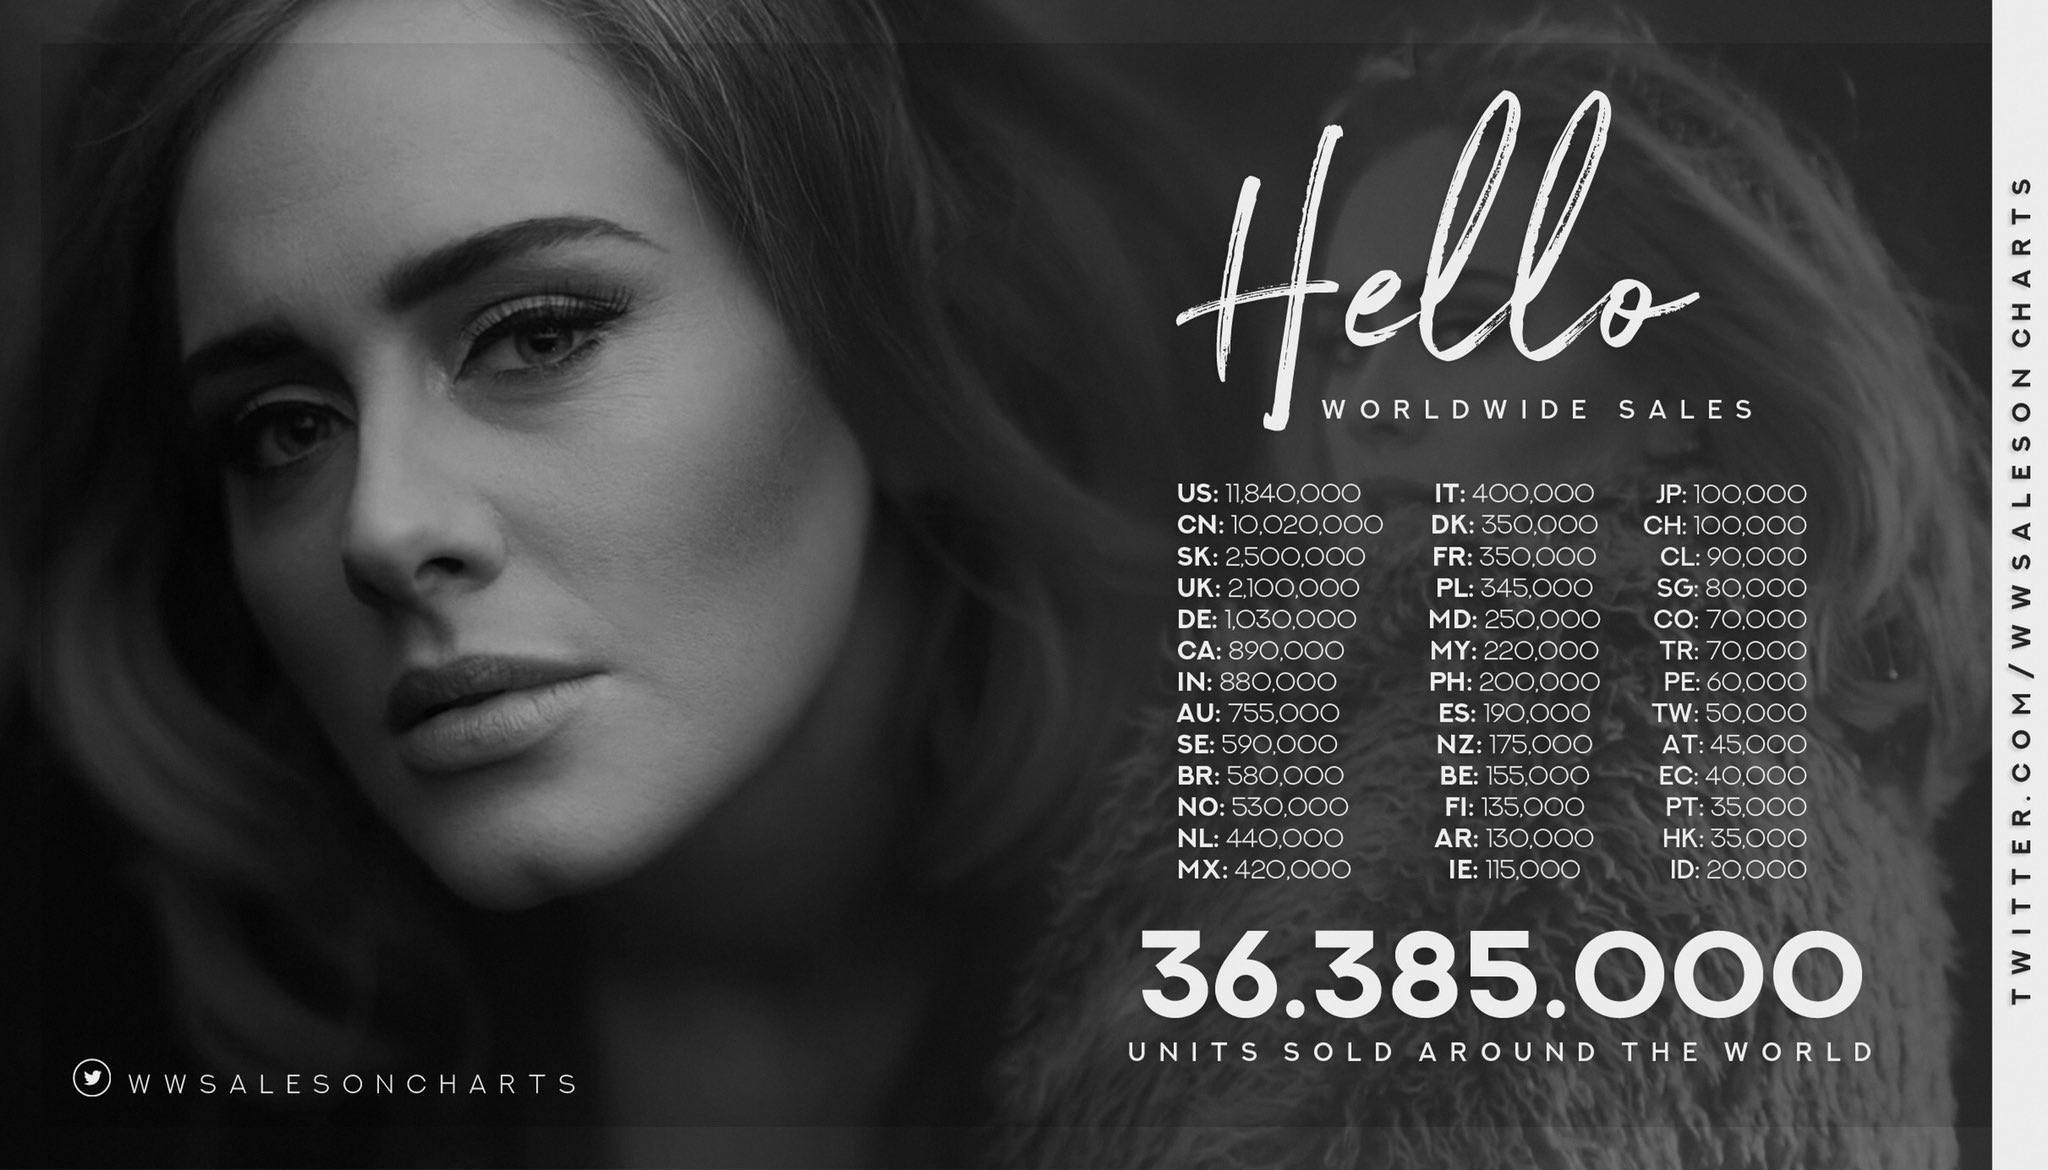 Hello
WORLDWIDE SALES
US: 11,840,000
CN: 10,020,000
SK: 2,500,000
UK: 2,100,000
DE: 1,030,000
CA: 890,000
IN: 880,000
AU: 755,000
SE: 590,000
BR: 580,000
NO: 530,000
NL: 440,000
MX: 420,000
IT: 400,000
DK: 350,000
FR: 350,000
PL: 345,000
MD: 250,000
MY: 220,000
PH: 200,000
ES: 190,000
NZ: 175,000
BE: 155,000
FI: 135,000
AR: 130,000
IE: 115,000
JP: 100,000
CH: 100,000
CL: 90,000
SG: 80,000
CO: 70,000
TR: 70,000
PE: 60,000
TW: 50,000
AT: 45,000
EC: 40,000
PT: 35,000
HK: 35,000
ID: 20,000
36.385.000
UNITS SOLD AROUND THE WORLD
WWSALESONCHARTS
TWITTER.COM/WWSALESON CHARTS